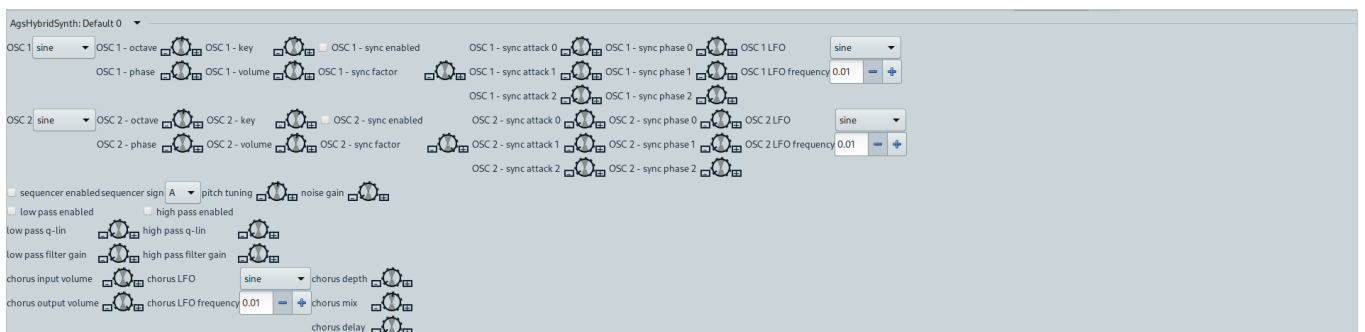 AgsHybridSynth: Default 0
OSC 1 sine OSC 1 - octave OSC 1 - key OSC 1 - sync enabled OSC 1 - sync attack 0 OSC 1 - sync phase 0 OSC 1 LFO sine
OSC 1 - phase OSC 1 - volume OSC 1 - sync factor OSC 1 - sync attack 1 OSC 1 - sync phase 1 OSC 1 LFO frequency 0.01
OSC 1 - sync attack 2 OSC 1 - sync phase 2
OSC 2 sine OSC 2 - octave OSC 2 - key OSC 2 - sync enabled OSC 2 - sync attack 0 OSC 2 - sync phase 0 OSC 2 LFO sine
OSC 2 - phase OSC 2 - volume OSC 2 - sync factor OSC 2 - sync attack 1 OSC 2 - sync phase 1 OSC 2 LFO frequency 0.01
OSC 2 - sync attack 2 OSC 2 - sync phase 2
sequencer enabled sequencer sign A pitch tuning noise gain
low pass enabled high pass enabled
low pass q-lin high pass q-lin
low pass filter gain high pass filter gain
chorus input volume chorus LFO sine chorus depth
chorus output volume chorus LFO frequency 0.01 chorus mix
chorus delay